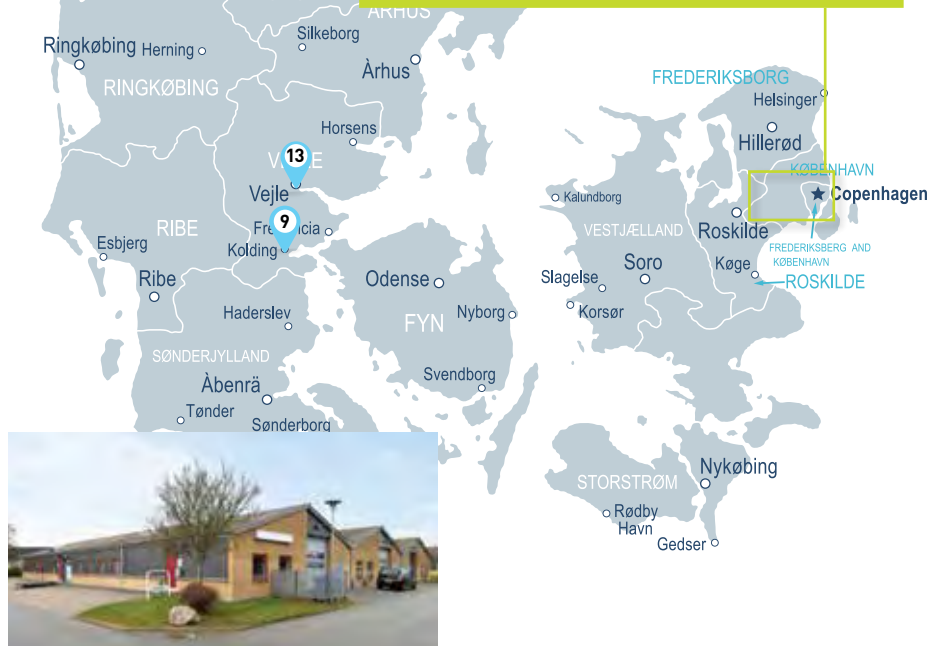 ÀRHUS
Silkeborg
Ringkøbing
Herning
Àrhus
RINGKØBING
FREDERIKSBORG
Helsinger
Horsens
Hillerød
13
KØBENHAVN
Vejle
Copenhagen
Kalundborg
9
Kolding
RIBE
Esbjerg
VESTJÆLLAND
Roskilde
FREDERIKSBERG AND
KØBENHAVN
Ribe
Odense
Slagelse
Soro
Køge
ROSKILDE
Haderslev
FYN
Nyborg
Korsør
SØNDERJYLLAND
Svendborg
Àbenrä
Tønder
Sønderborg
Nykøbing
STORSTRØM
Rødby
Havn
Gedser